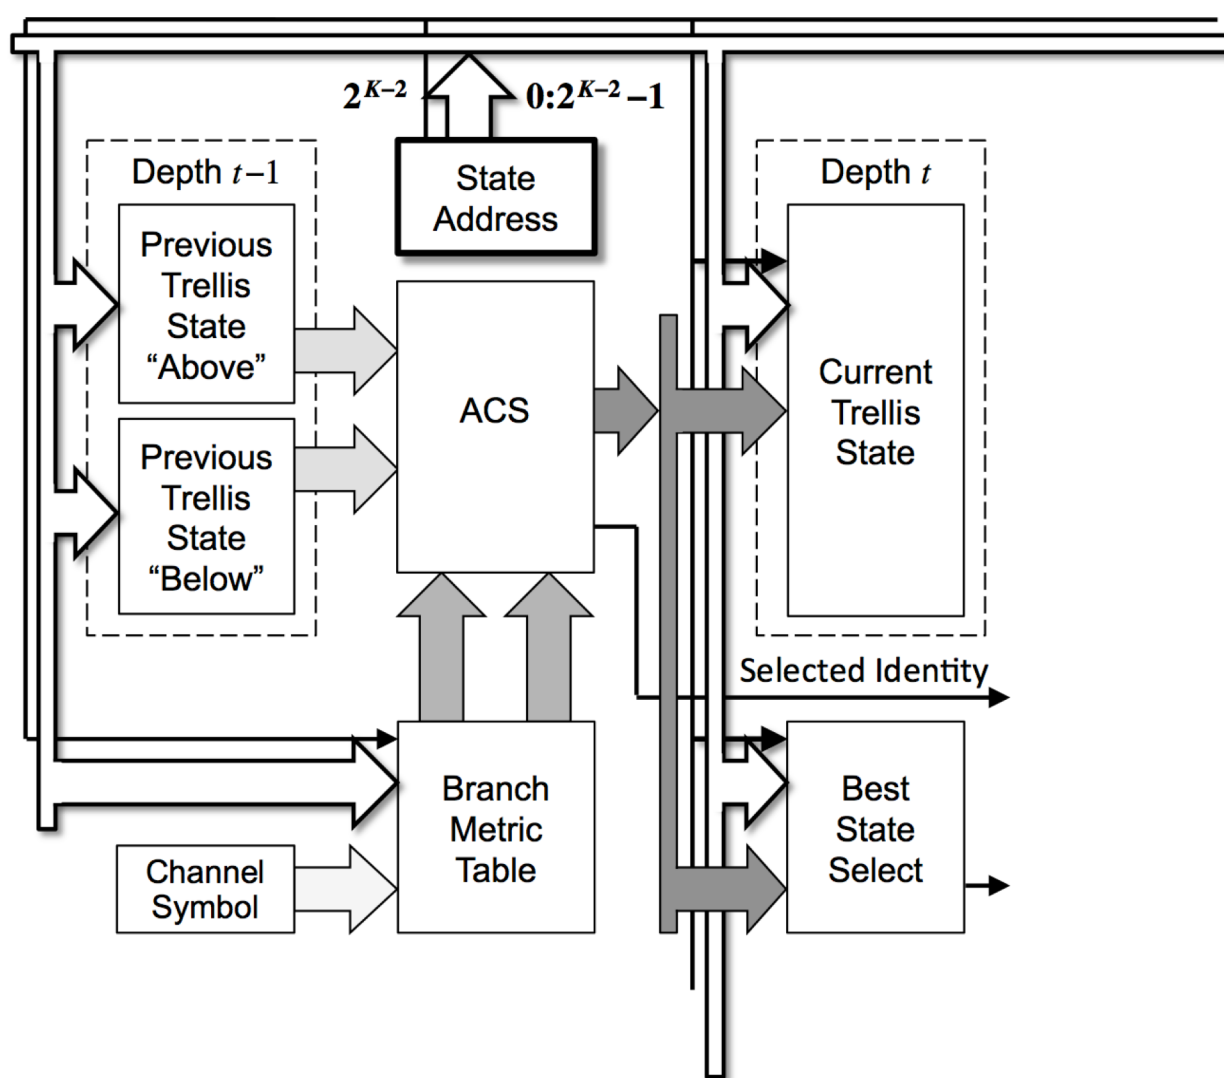 2^{K-2}
0:2^{K-2}-1
Depth t-1
State
Address
Depth t
Previous
Trellis
State
“Above”
Previous
Trellis
State
“Below”
ACS
Current
Trellis
State
Selected Identity
Branch
Metric
Table
Best
State
Select
Channel
Symbol